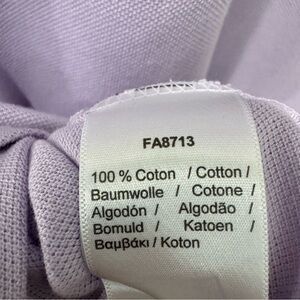 FA8713
100 % Coton / Cotton /
Baumwolle / Cotone /
Algodón / Algodão /
Bomuld / Katoen /
Βαμβάκι / Koton